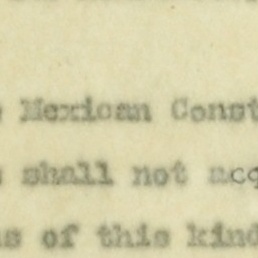 Mexican Const
shall not acq
s of this kind